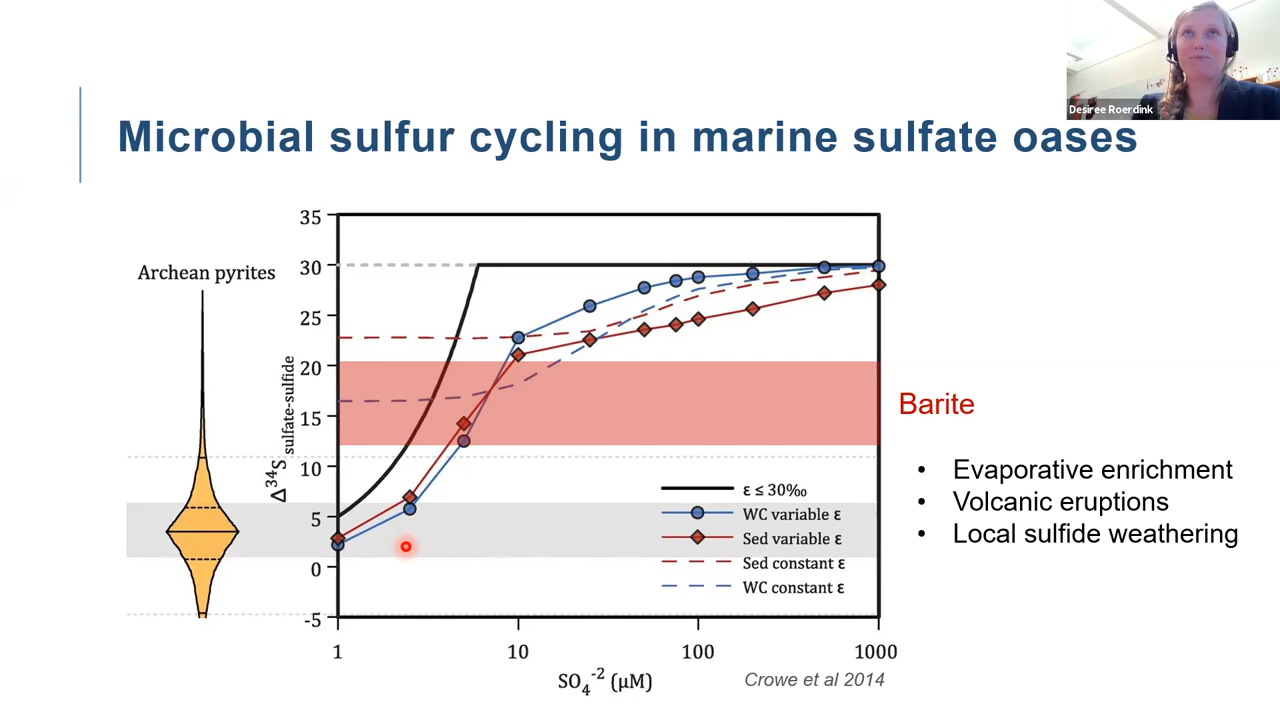 Desiree Roerdink
Microbial sulfur cycling in marine sulfate oases
Archean pyrites
Δ³⁴S sulfate-sulfide
35
30
25
20
15
10
5
0
-5
ε ≤ 30‰
WC variable ε
Sed variable ε
Sed constant ε
WC constant ε
1
10
100
1000
SO₄⁻² (μM)
Crowe et al 2014
Barite
• Evaporative enrichment
• Volcanic eruptions
• Local sulfide weathering